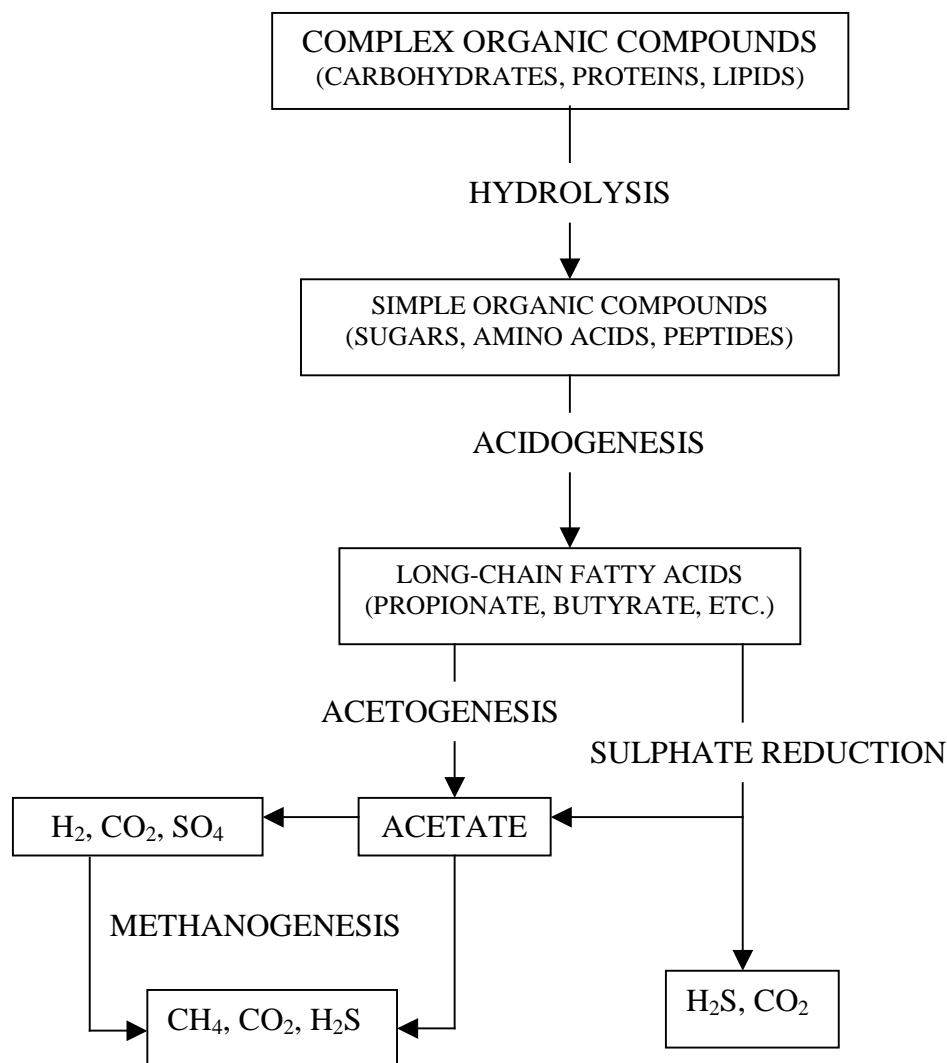 COMPLEX ORGANIC COMPOUNDS
(CARBOHYDRATES, PROTEINS, LIPIDS)
HYDROLYSIS
SIMPLE ORGANIC COMPOUNDS
(SUGARS, AMINO ACIDS, PEPTIDES)
ACIDOGENESIS
LONG-CHAIN FATTY ACIDS
(PROPIONATE, BUTYRATE, ETC.)
ACETOGENESIS
SULPHATE REDUCTION
H₂, CO₂, SO₄
ACETATE
METHANOGENESIS
CH₄, CO₂, H₂S
H₂S, CO₂